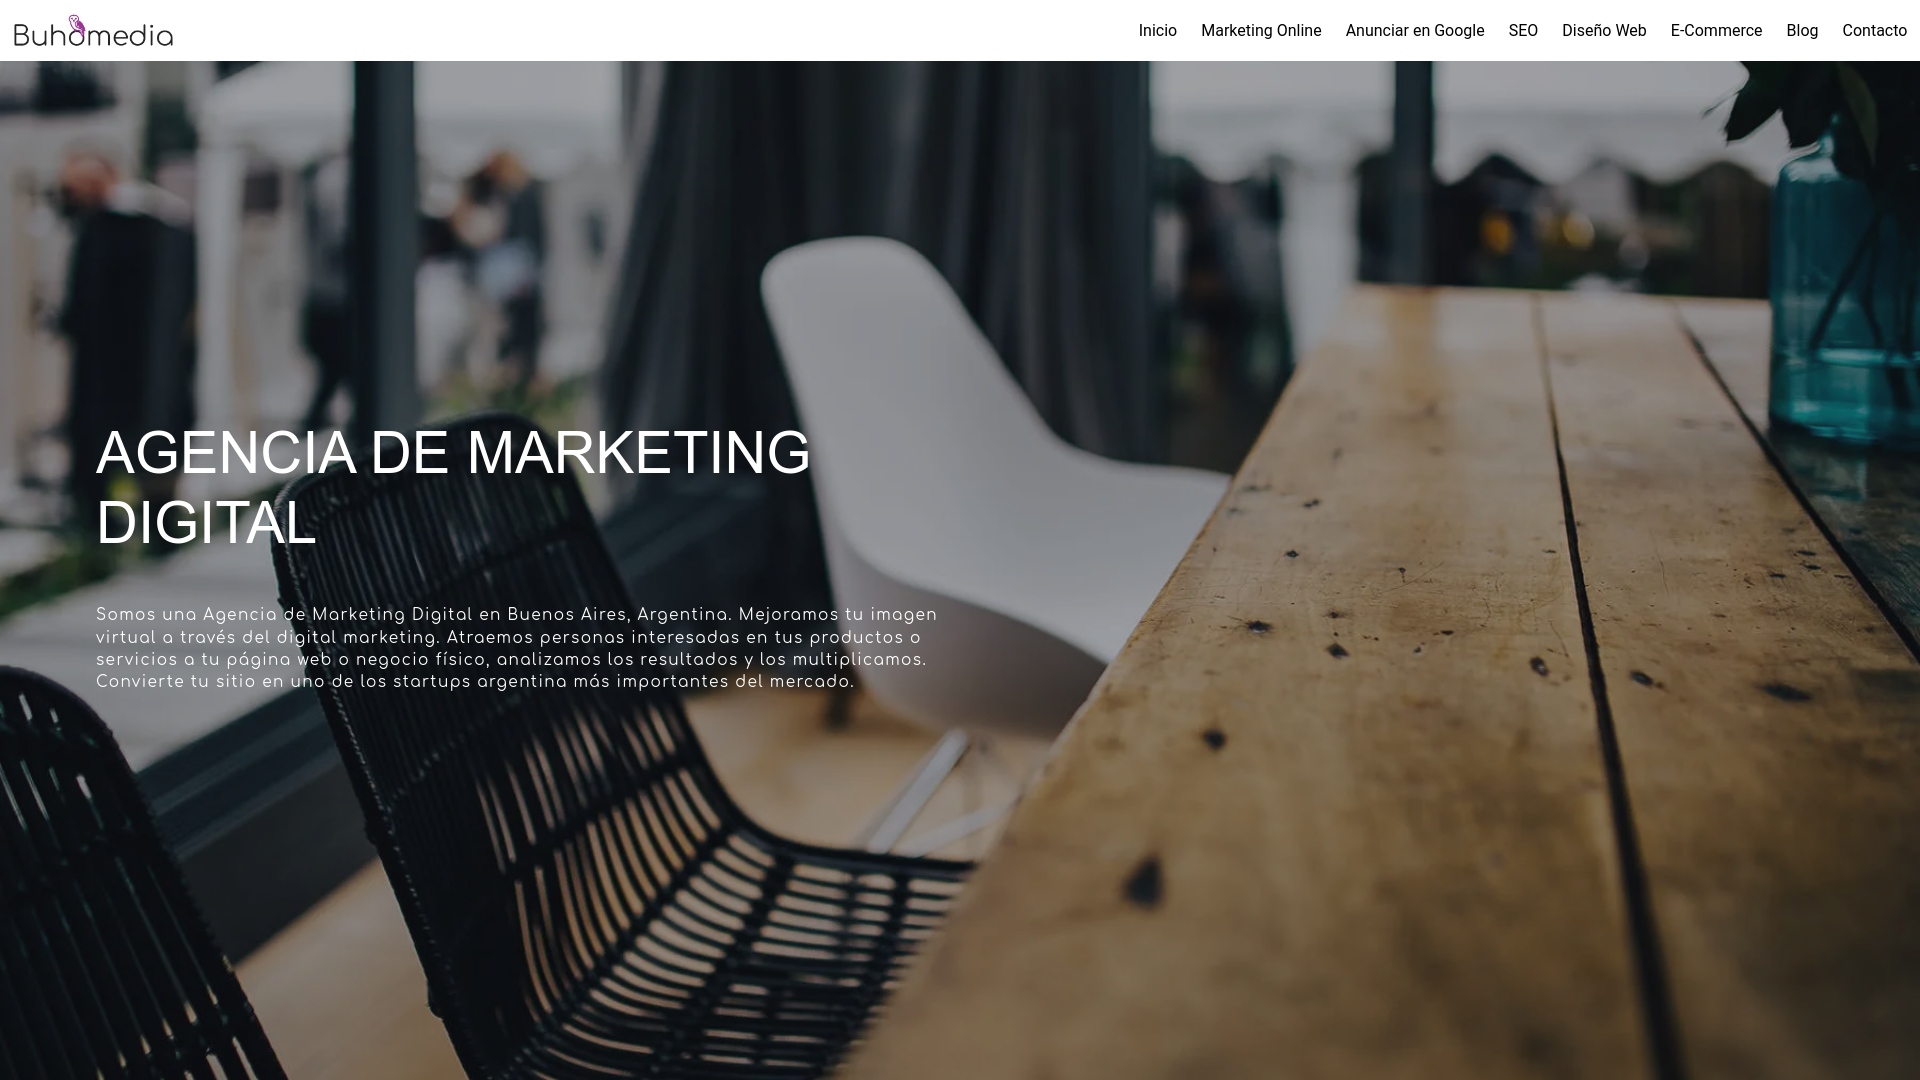 Buhomedia
Inicio Marketing Online Anunciar en Google SEO Diseño Web E-Commerce Blog Contacto
AGENCIA DE MARKETING
DIGITAL
Somos una Agencia de Marketing Digital en Buenos Aires, Argentina. Mejoramos tu imagen
virtual a través del digital marketing. Atraemos personas interesadas en tus productos o
servicios a tu página web o negocio físico, analizamos los resultados y los multiplicamos.
Convierte tu sitio en uno de los startups argentina más importantes del mercado.